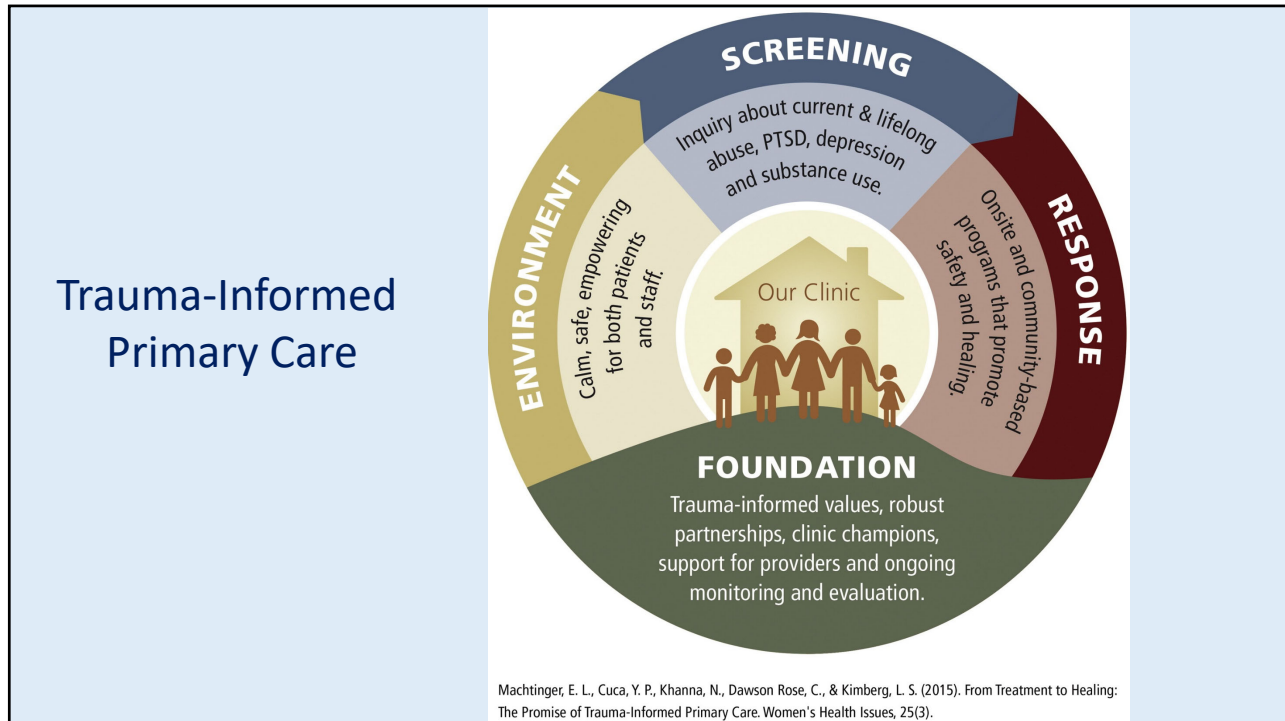 Trauma-Informed
Primary Care
SCREENING
Inquiry about current & lifelong
abuse, PTSD, depression
and substance use.
ENVIRONMENT
Calm, safe, empowering
for both patients
and staff.
RESPONSE
Onsite and community-based
programs that promote
safety and healing.
Our Clinic
FOUNDATION
Trauma-informed values, robust
partnerships, clinic champions,
support for providers and ongoing
monitoring and evaluation.
Machtinger, E. L., Cuca, Y. P., Khanna, N., Dawson Rose, C., & Kimberg, L. S. (2015). From Treatment to Healing:
The Promise of Trauma-Informed Primary Care. Women's Health Issues, 25(3).